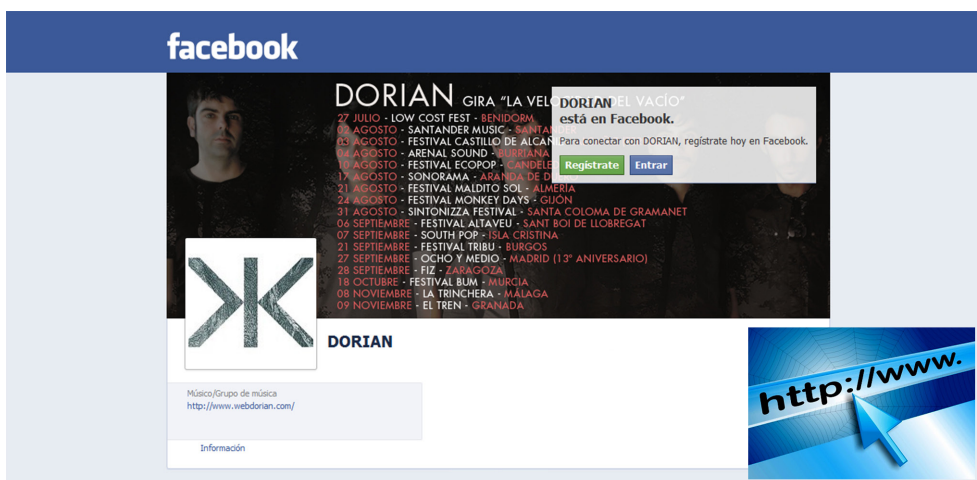 facebook
DORIAN GIRA "LA VEL
27 JULIO - LOW COST FEST - BENIDORM
02 AGOSTO - SANTANDER MUSIC - SANTANDER
03 AGOSTO - FESTIVAL CASTILLO DE ALCAÑ
04 AGOSTO - ARENAL SOUND - BURRIANA
10 AGOSTO - FESTIVAL ECOPOP - CANDELE
17 AGOSTO - SONORAMA - ARANDA DE D
21 AGOSTO - FESTIVAL MALDITO SOL - ALMERÍA
24 AGOSTO - FESTIVAL MONKEY DAYS - GIJÓN
31 AGOSTO - SINTONIZZA FESTIVAL - SANTA COLOMA DE GRAMANET
06 SEPTIEMBRE - FESTIVAL ALTAVEU - SANT BOI DE LLOBREGAT
07 SEPTIEMBRE - SOUTH POP - ISLA CRISTINA
21 SEPTIEMBRE - FESTIVAL TRIBU - BURGOS
27 SEPTIEMBRE - OCHO Y MEDIO - MADRID (13º ANIVERSARIO)
28 SEPTIEMBRE - FIZ - ZARAGOZA
18 OCTUBRE - FESTIVAL BUM - MURCIA
08 NOVIEMBRE - LA TRINCHERA - MÁLAGA
09 NOVIEMBRE - EL TREN - GRANADA
DORIAN
está en Facebook.
Para conectar con DORIAN, regístrate hoy en Facebook.
Regístrate Entrar
DORIAN
Músico/Grupo de música
http://www.webdorian.com/
Información
http://www.